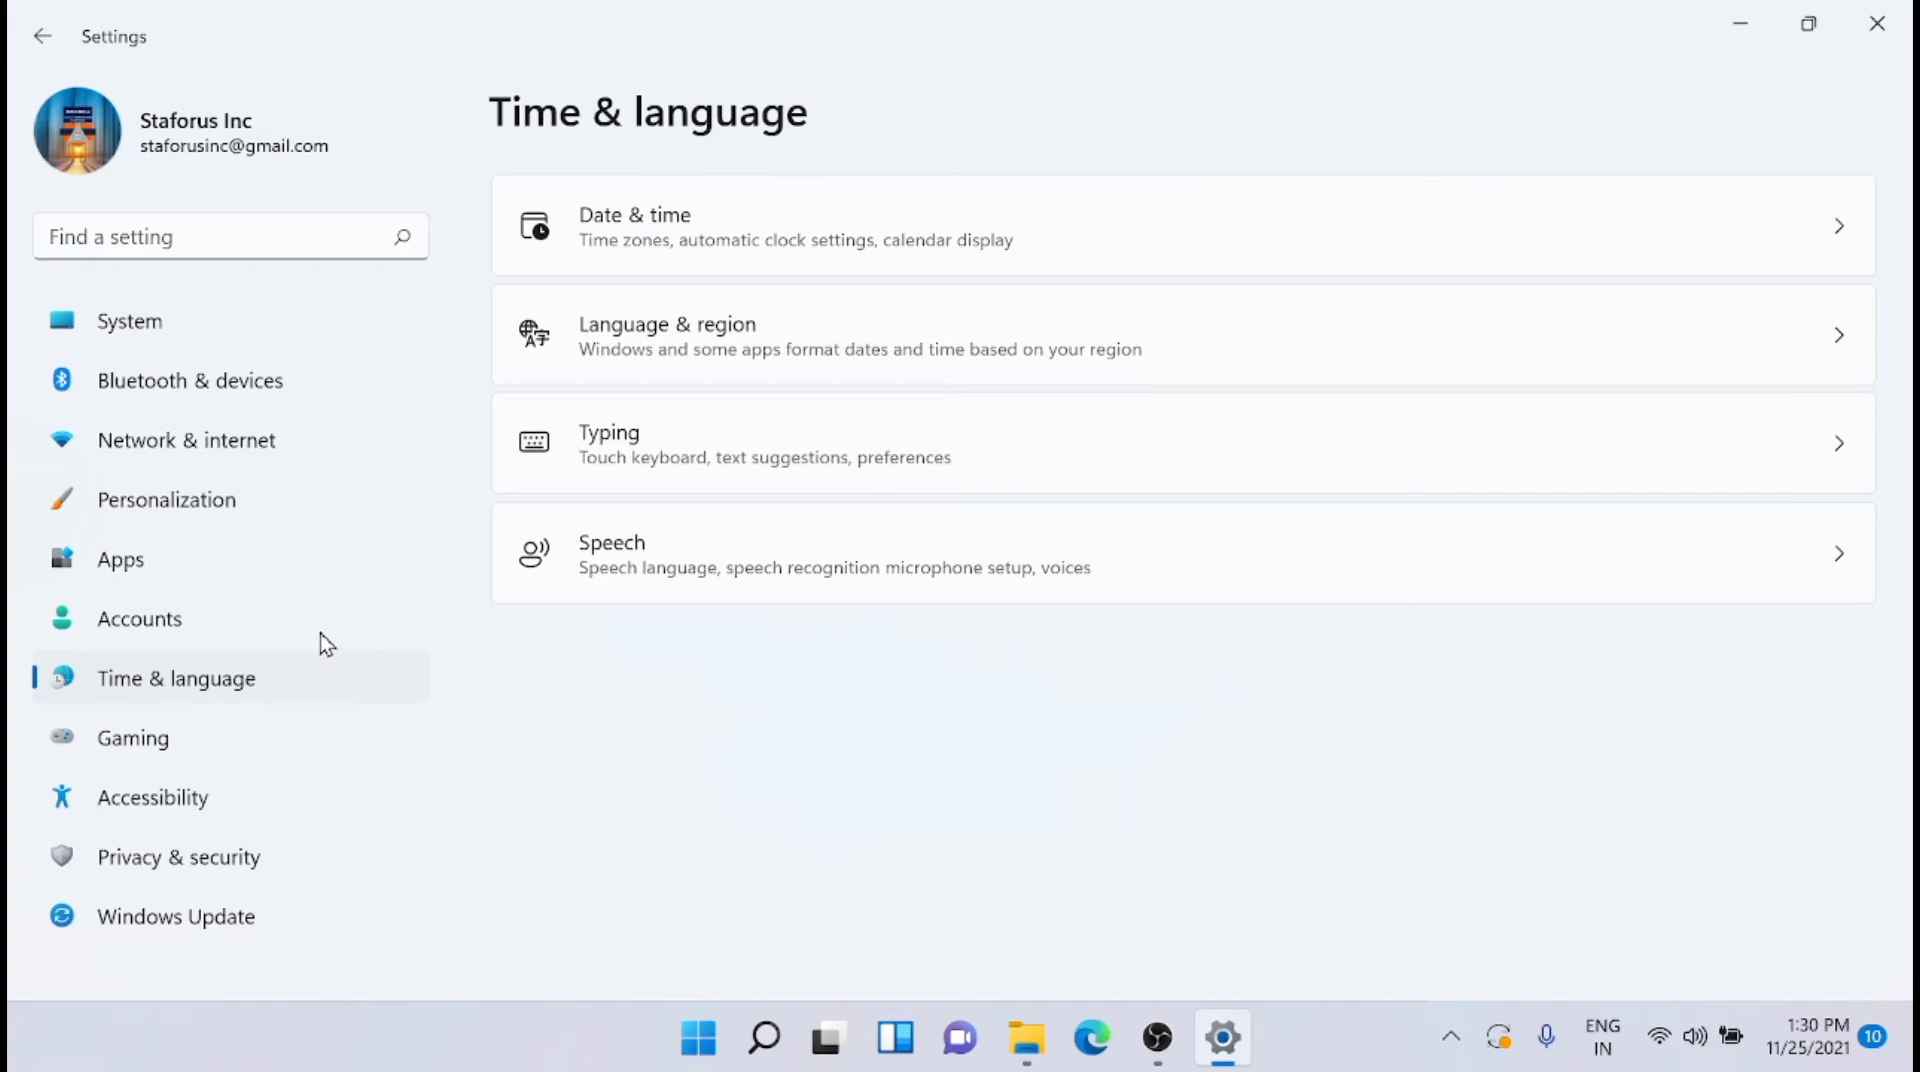 Settings
Staforus Inc
staforusinc@gmail.com
Find a setting
System
Bluetooth & devices
Network & internet
Personalization
Apps
Accounts
Time & language
Gaming
Accessibility
Privacy & security
Windows Update
Time & language
Date & time
Time zones, automatic clock settings, calendar display
Language & region
Windows and some apps format dates and time based on your region
Typing
Touch keyboard, text suggestions, preferences
Speech
Speech language, speech recognition microphone setup, voices
ENG
IN
1:30 PM
11/25/2021
10